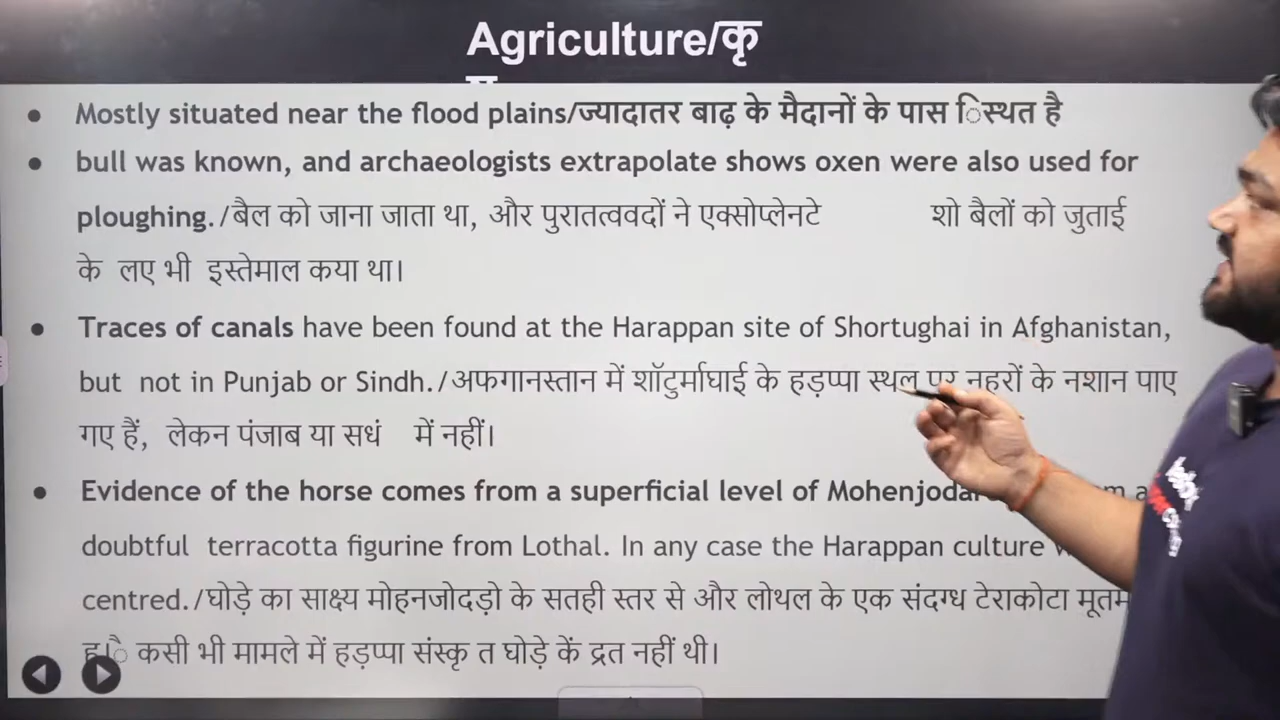 Agriculture/कृ
Mostly situated near the flood plains/ज्यादातर बाढ़ के मैदानों के पास िस्थत है
bull was known, and archaeologists extrapolate shows oxen were also used for
ploughing./बैल को जाना जाता था, और पुरातत्ववदों ने एक्सोप्लेनटे शो बैलों को जुताई
के लए भी इस्तेमाल कया था।
Traces of canals have been found at the Harappan site of Shortughai in Afghanistan,
but not in Punjab or Sindh./अफगानस्तान में शॉटुर्माघाई के हड़प्पा स्थल पर नहरों के नशान पाए
गए हैं, लेकन पंजाब या सधं में नहीं।
Evidence of the horse comes from a superficial level of
doubtful terracotta figurine from Lothal. In any case the Harappan culture
centred./घोड़े का साक्ष्य मोहनजोदड़ो के सतही स्तर से और लोथल के एक संदग्ध टेराकोटा
कसी भी मामले में हड़प्पा संस्कृ त घोड़े कें द्रत नहीं थी।